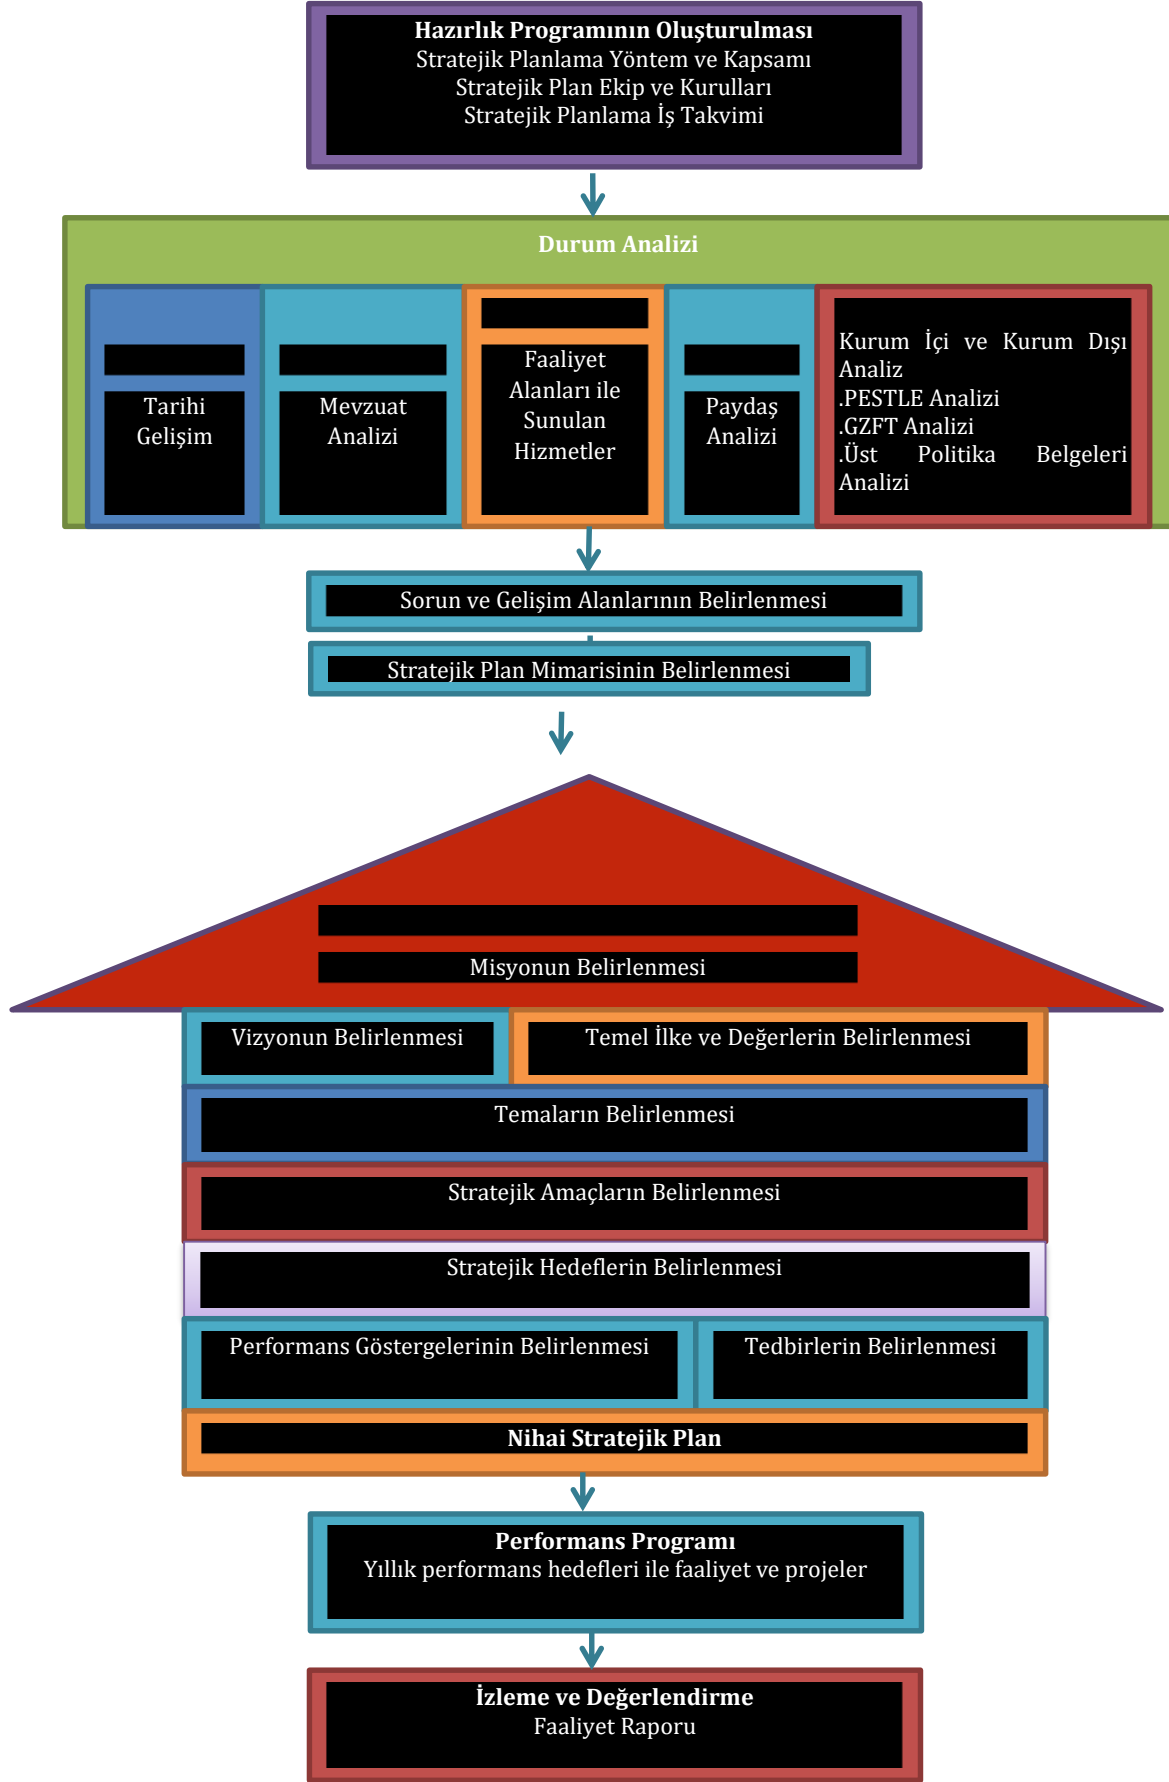 Hazırlık Programının Oluşturulması
Stratejik Planlama Yöntem ve Kapsamı
Stratejik Plan Ekip ve Kurulları
Stratejik Planlama İş Takvimi
Durum Analizi
Tarihi
Gelişim
Mevzuat
Analizi
Faaliyet
Alanları ile
Sunulan
Hizmetler
Paydaş
Analizi
Kurum İçi ve Kurum Dışı
Analiz
.PESTLE Analizi
.GZFT Analizi
.Üst Politika Belgeleri
Analizi
Sorun ve Gelişim Alanlarının Belirlenmesi
Stratejik Plan Mimarisinin Belirlenmesi
Misyonun Belirlenmesi
Vizyonun Belirlenmesi
Temel İlke ve Değerlerin Belirlenmesi
Temaların Belirlenmesi
Stratejik Amaçların Belirlenmesi
Stratejik Hedeflerin Belirlenmesi
Performans Göstergelerinin Belirlenmesi
Tedbirlerin Belirlenmesi
Nihai Stratejik Plan
Performans Programı
Yıllık performans hedefleri ile faaliyet ve projeler
İzleme ve Değerlendirme
Faaliyet Raporu